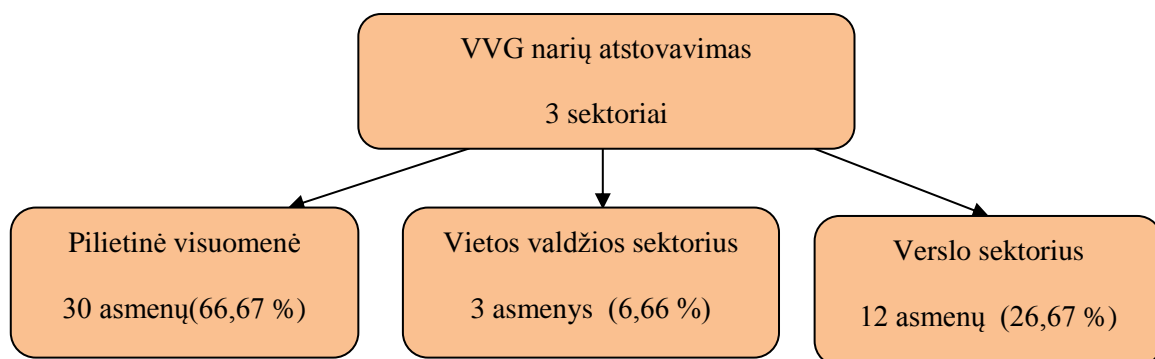 VVG narių atstovavimas
3 sektoriai
Pilietinė visuomenė
30 asmenų(66,67 %)
Vietos valdžios sektorius
3 asmenys  (6,66 %)
Verslo sektorius
12 asmenų  (26,67 %)